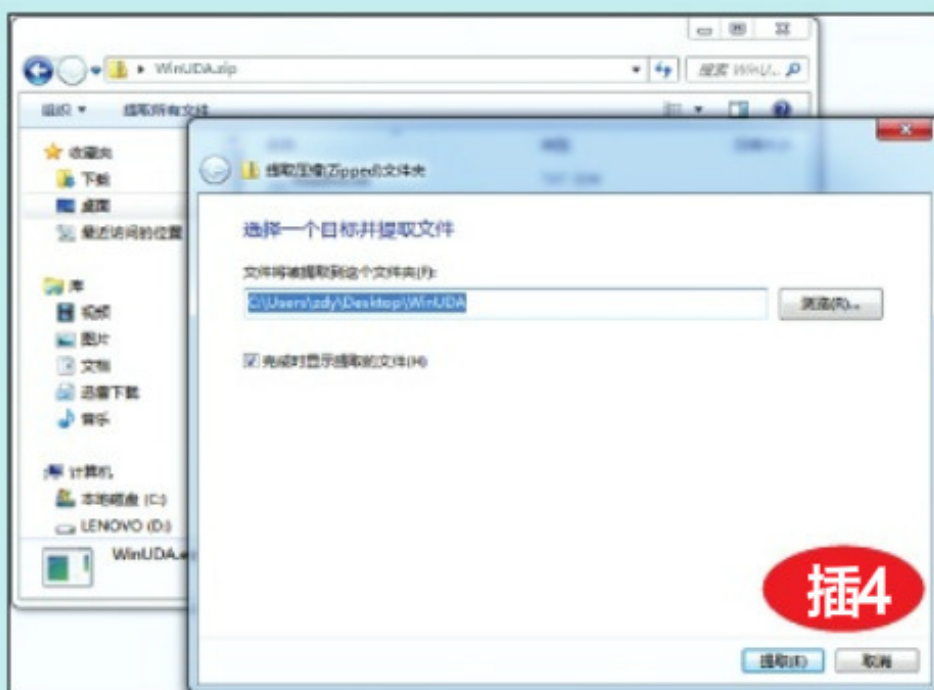 WinUDA.zip
搜索 WinU...
组织
提取所有文件
收藏夹
下载
桌面
最近访问的位置
库
视频
图片
文档
迅雷下载
音乐
计算机
本地磁盘 (C:)
LENOVO (D:)
WinUDA.e
提取压缩(Zipped)文件夹
选择一个目标并提取文件
文件将被提取到这个文件夹(F):
C:\Users\zdy\Desktop\WinUDA
浏览(R)...
完成时显示提取的文件(H)
插4
提取(E)
取消